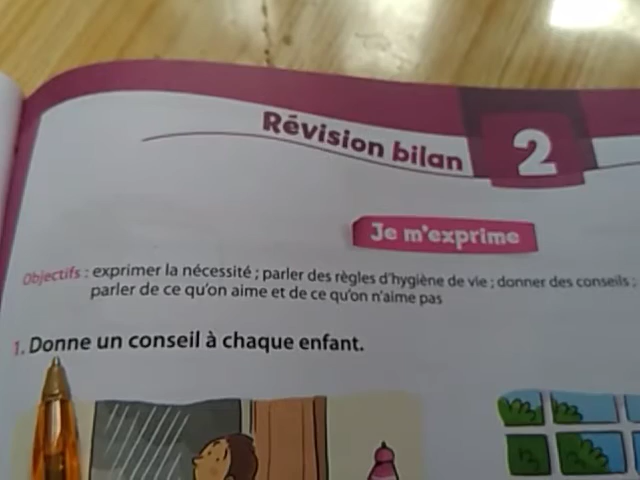 Révision bilan 2
Je m'exprime
Objectifs : exprimer la nécessité ; parler des règles d'hygiène de vie ; donner des conseils ;
parler de ce qu'on aime et de ce qu'on n'aime pas
1. Donne un conseil à chaque enfant.